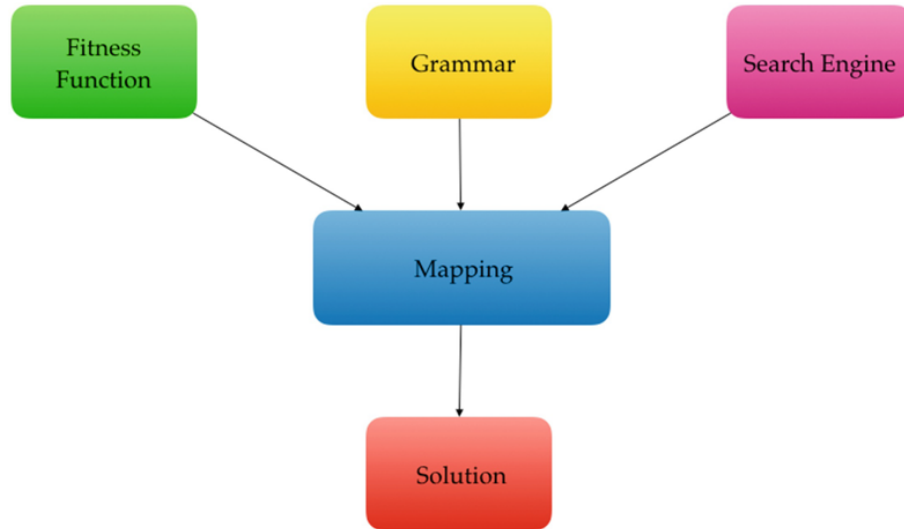 Fitness
Function
Grammar
Search Engine
Mapping
Solution